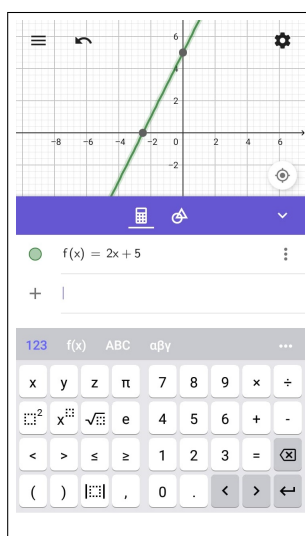 6
4
2
−8 −6 −4 −2 0 2 4 6
−2
f(x) = 2x + 5
+
123 f(x) ABC αβγ ...
x y z π 7 8 9 × ÷
² x √ e 4 5 6 + -
< > ≤ ≥ 1 2 3 =
( ) | | , 0 . < >